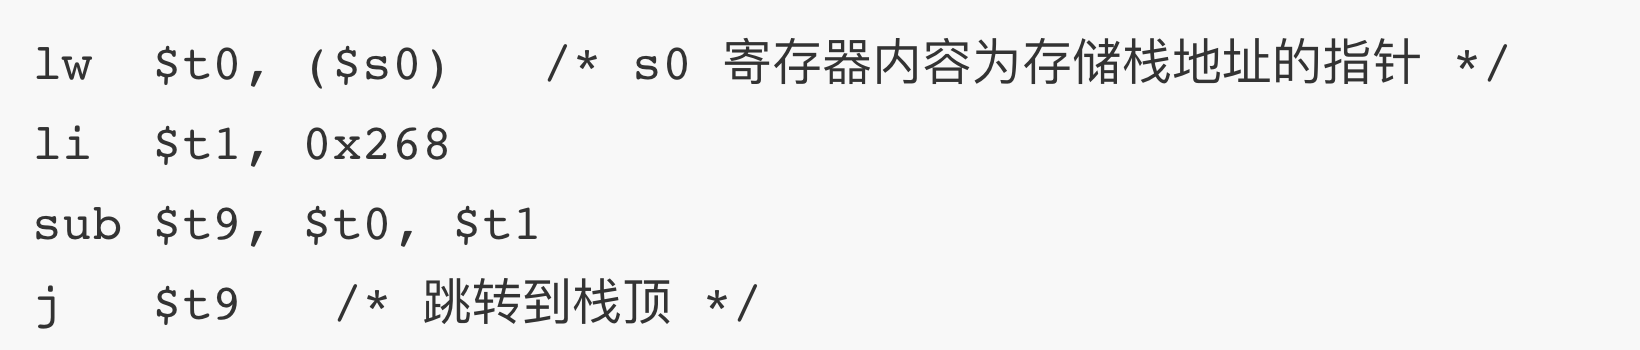 lw  $t0, ($s0)   /* s0 寄存器内容为存储栈地址的指针 */
li  $t1, 0x268
sub $t9, $t0, $t1
j   $t9   /* 跳转到栈顶 */